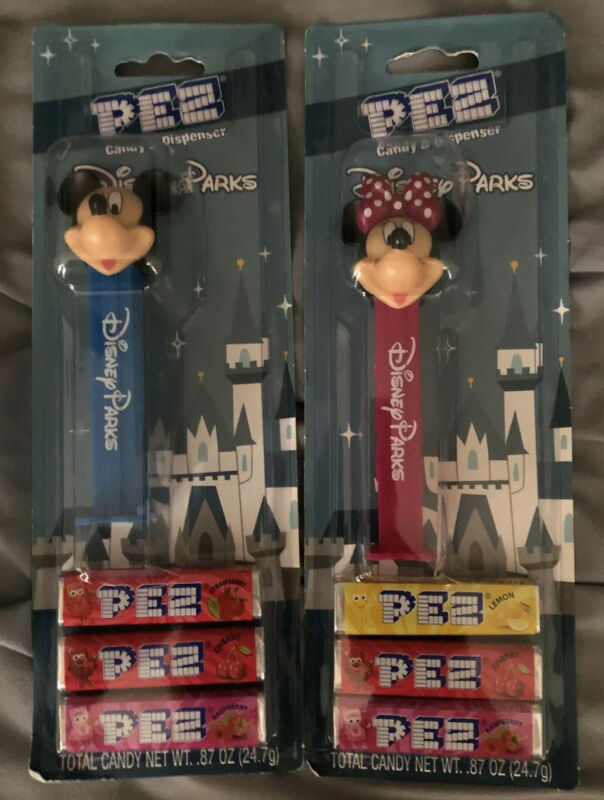 PEZ
Candy & Dispenser
Disney Parks
Disney Parks
PEZ
STRAWBERRY
PEZ
CHERRY
PEZ
RASPBERRY
TOTAL CANDY NET WT. .87 OZ (24.7g)
PEZ
Candy & Dispenser
Disney Parks
Disney Parks
PEZ
LEMON
PEZ
CHERRY
PEZ
RASPBERRY
TOTAL CANDY NET WT. .87 OZ (24.7g)